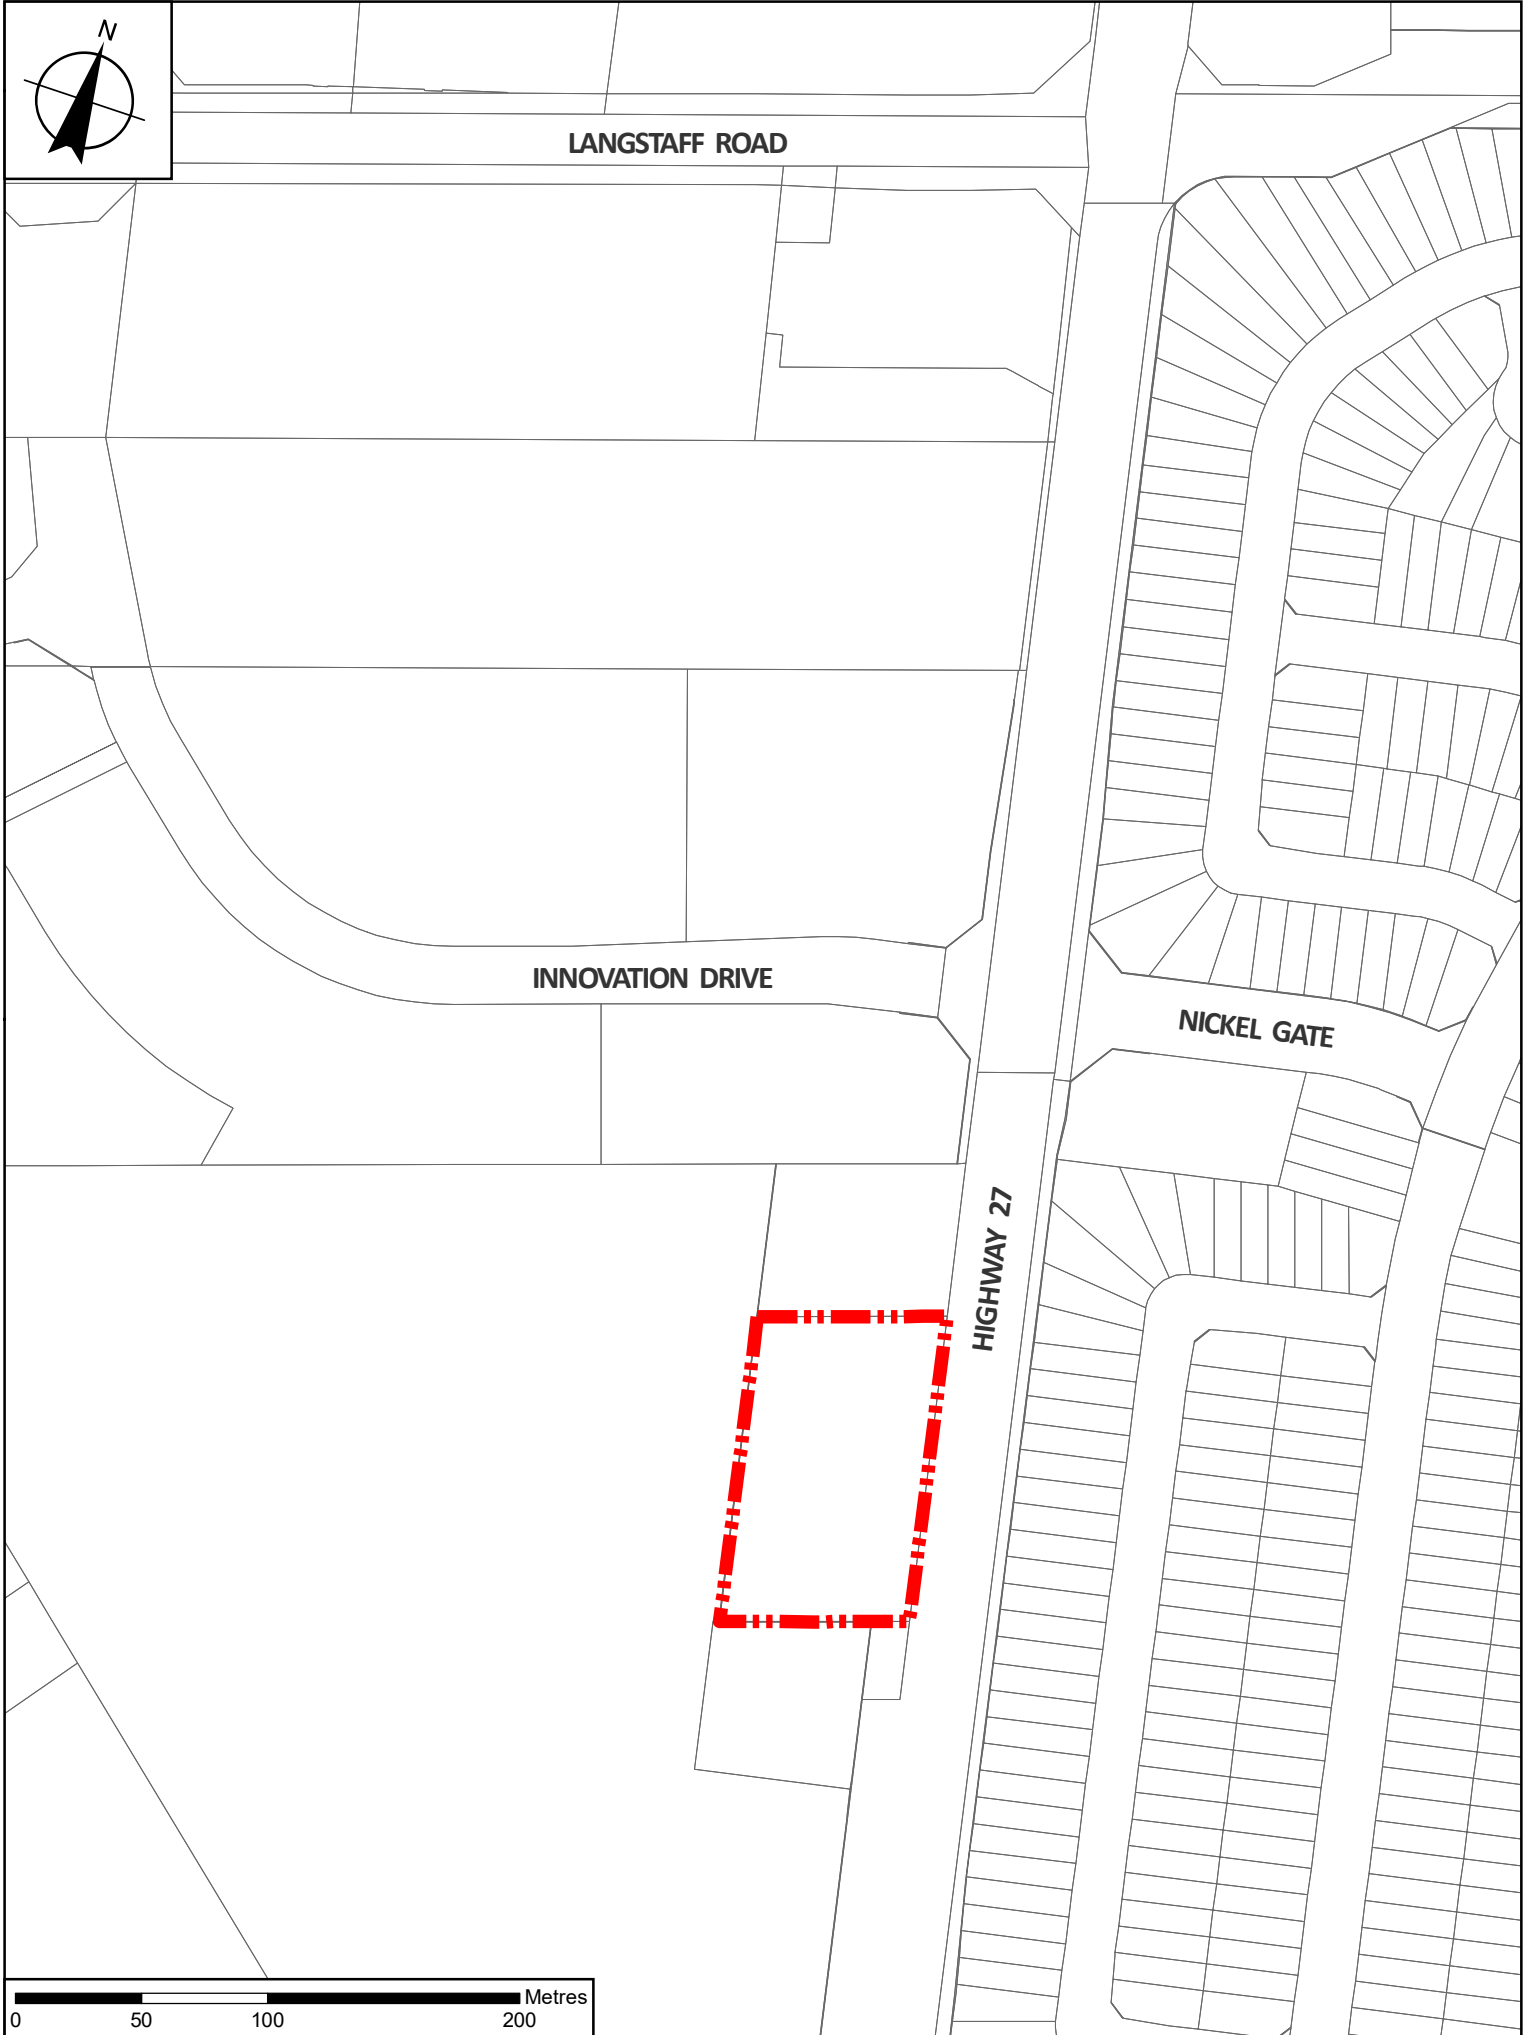 N
LANGSTAFF ROAD
INNOVATION DRIVE
NICKEL GATE
HIGHWAY 27
Metres
0 50 100 200